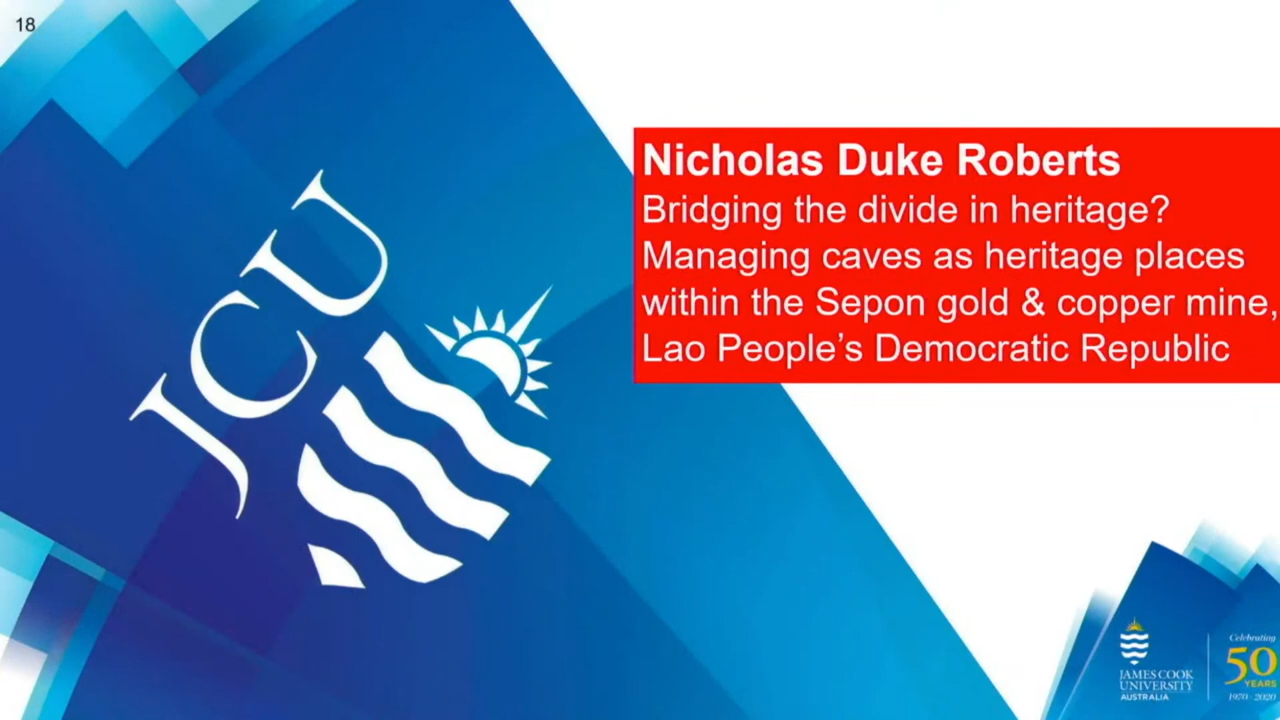 18
Nicholas Duke Roberts
Bridging the divide in heritage?
Managing caves as heritage places
within the Sepon gold & copper mine,
Lao People's Democratic Republic
JCU
JAMES COOK
UNIVERSITY
AUSTRALIA
Celebrating
50
YEARS
1970 - 2020